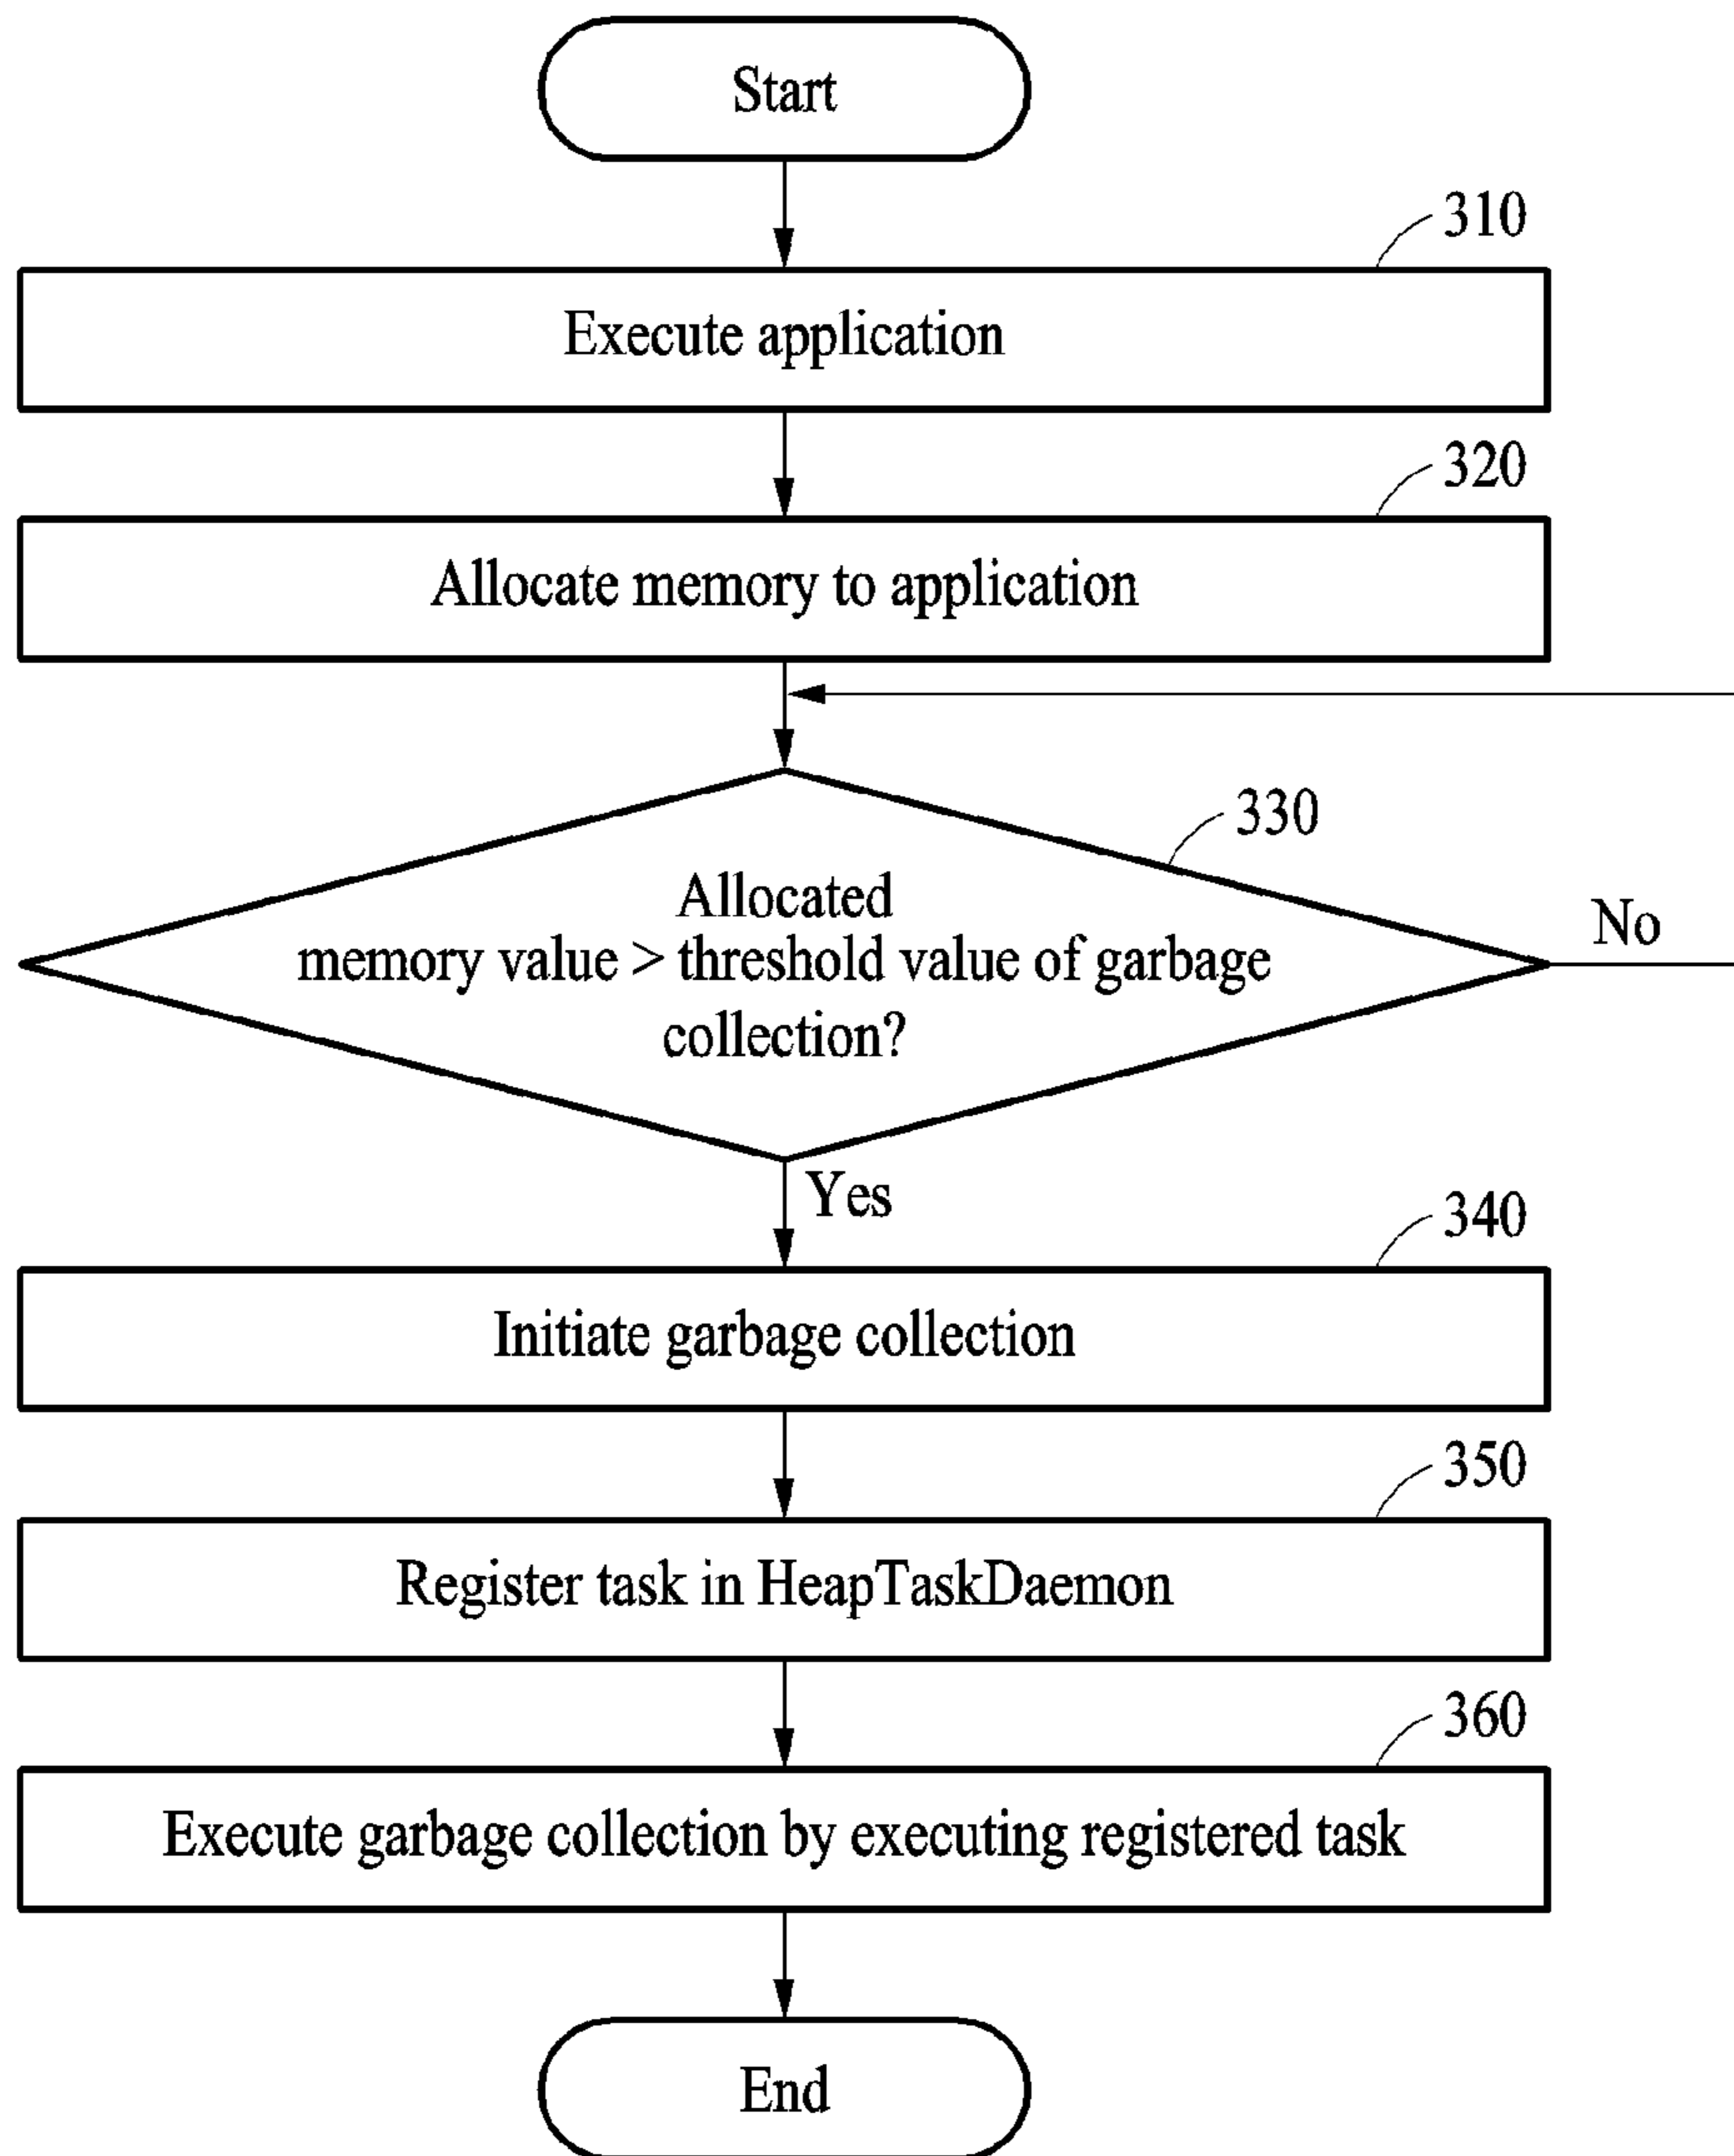 Start
310
Execute application
320
Allocate memory to application
330
Allocated
memory value > threshold value of garbage
collection?
No
Yes
340
Initiate garbage collection
350
Register task in HeapTaskDaemon
360
Execute garbage collection by executing registered task
End